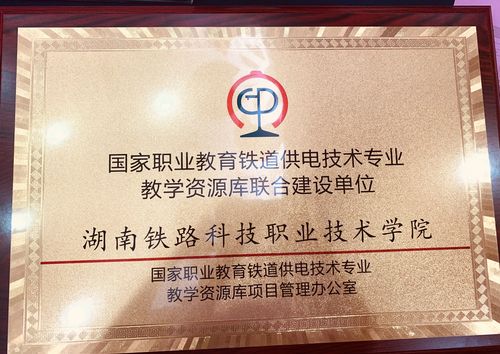 国家职业教育铁道供电技术专业
教学资源库联合建设单位
湖南铁路科技职业技术学院
国家职业教育铁道供电技术专业
教学资源库项目管理办公室